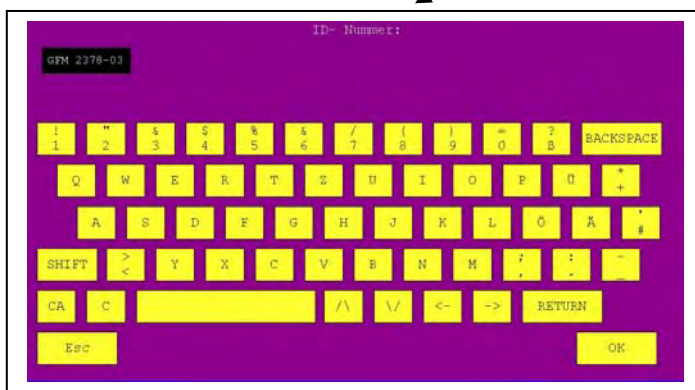 ID- Nummer:
GFM 2378-03
! " § $ % & / ( ) = ?
1 2 3 4 5 6 7 8 9 0 ß BACKSPACE
Q W E R T Z U I O P Ü * +
A S D F G H J K L Ö Ä ' #
SHIFT > < Y X C V B N M ; , : . - _
CA C /\ \/ <- -> RETURN
Esc OK